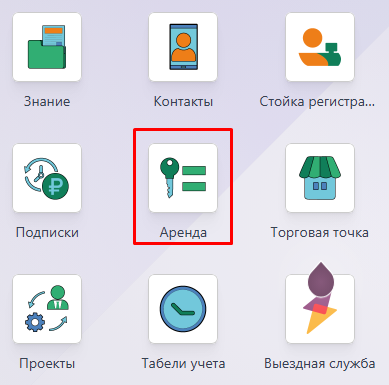 Знание
Контакты
Стойка регистра...
Подписки
Аренда
Торговая точка
Проекты
Табели учета
Выездная служба